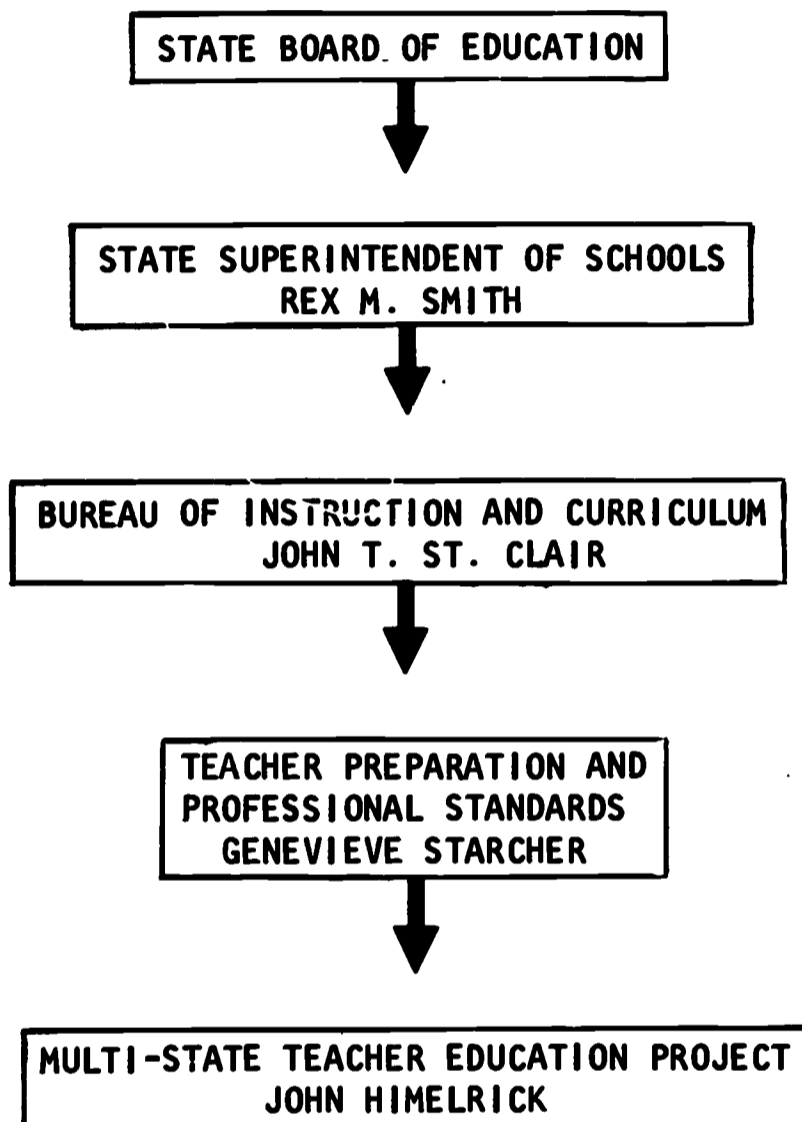 STATE BOARD OF EDUCATION
STATE SUPERINTENDENT OF SCHOOLS
REX M. SMITH
BUREAU OF INSTRUCTION AND CURRICULUM
JOHN T. ST. CLAIR
TEACHER PREPARATION AND
PROFESSIONAL STANDARDS
GENEVIEVE STARCHER
MULTI-STATE TEACHER EDUCATION PROJECT
JOHN HIMELRICK